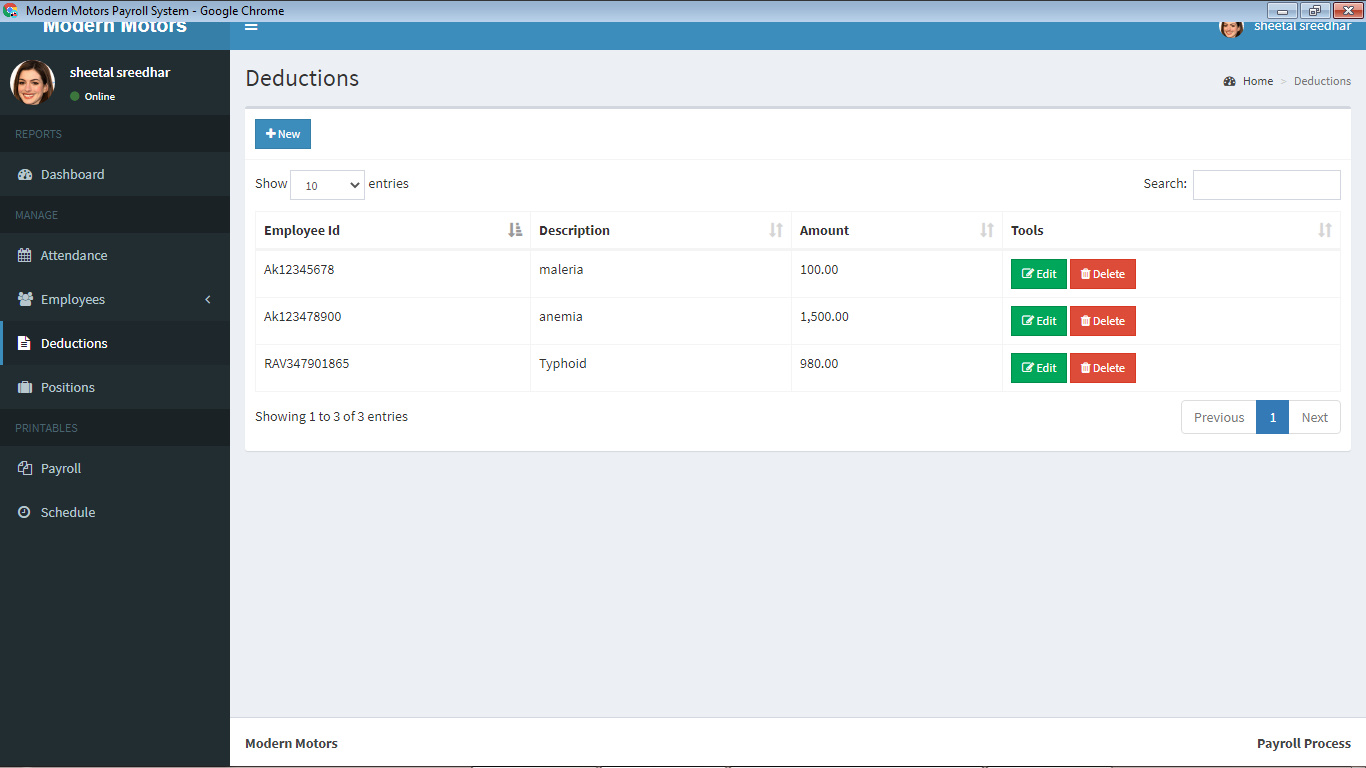 Modern Motors Payroll System - Google Chrome
Modern Motors
sheetal sreedhar
sheetal sreedhar
Online
REPORTS
Dashboard
MANAGE
Attendance
Employees
Deductions
Positions
PRINTABLES
Payroll
Schedule
Deductions
Home > Deductions
New
Show 10 entries
Search:
Employee Id Description Amount Tools
Ak12345678 maleria 100.00 Edit Delete
Ak123478900 anemia 1,500.00 Edit Delete
RAV347901865 Typhoid 980.00 Edit Delete
Showing 1 to 3 of 3 entries
Previous 1 Next
Modern Motors
Payroll Process